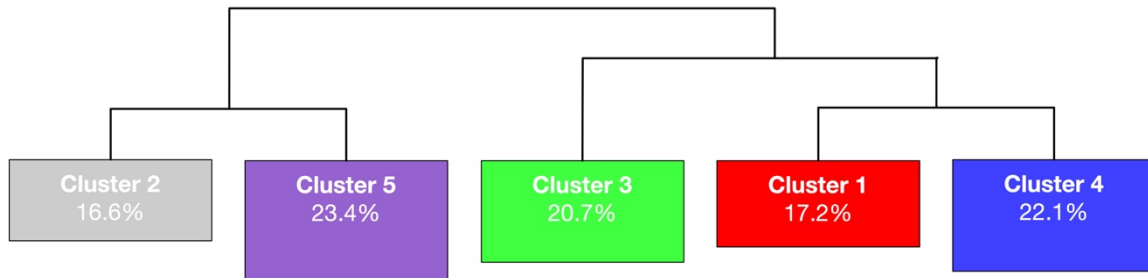 Cluster 2
16.6%
Cluster 5
23.4%
Cluster 3
20.7%
Cluster 1
17.2%
Cluster 4
22.1%